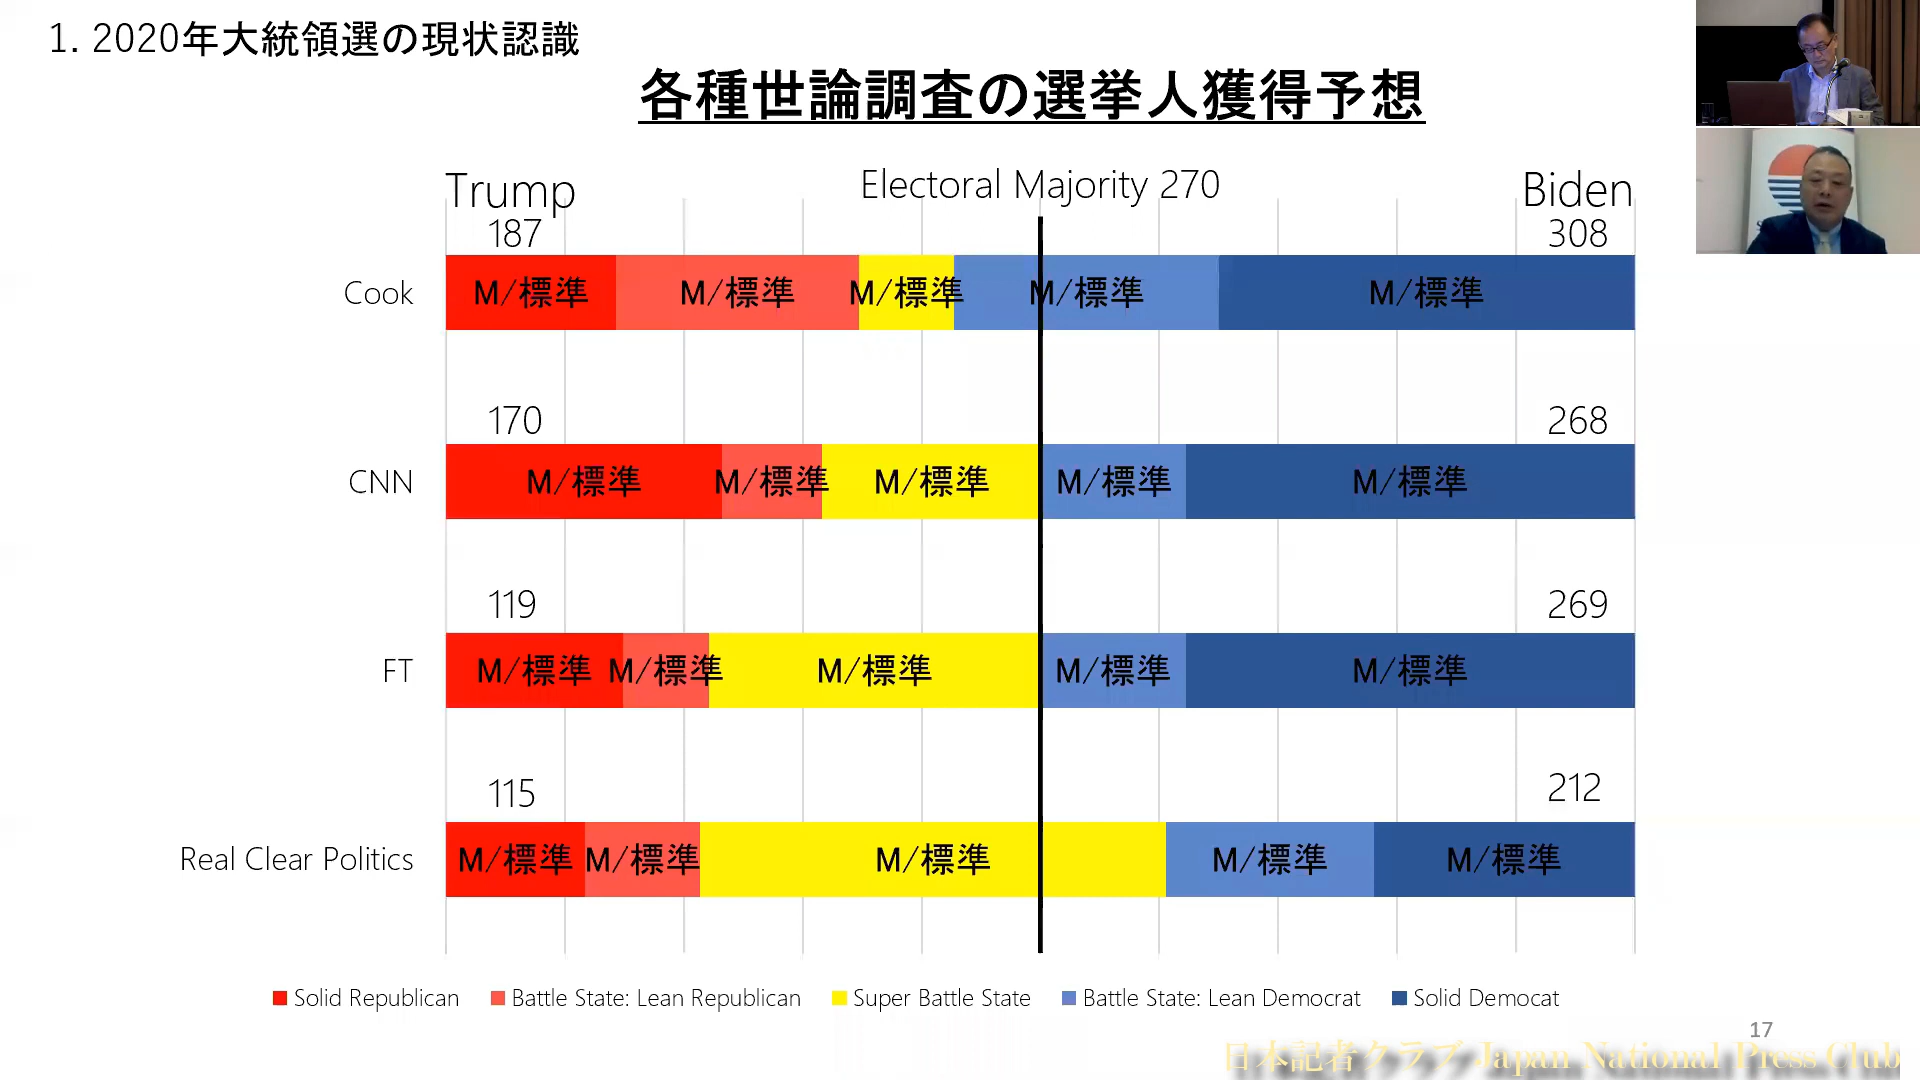 1. 2020年大統領選の現状認識
各種世論調査の選挙人獲得予想
Trump
Electoral Majority 270
Biden
187
308
Cook
M/標準
M/標準
M/標準
M/標準
M/標準
170
268
CNN
M/標準
M/標準
M/標準
M/標準
M/標準
119
269
FT
M/標準
M/標準
M/標準
M/標準
M/標準
115
212
Real Clear Politics
M/標準
M/標準
M/標準
M/標準
M/標準
Solid Republican
Battle State: Lean Republican
Super Battle State
Battle State: Lean Democrat
Solid Democat
17
日本記者クラブ Japan National Press Club